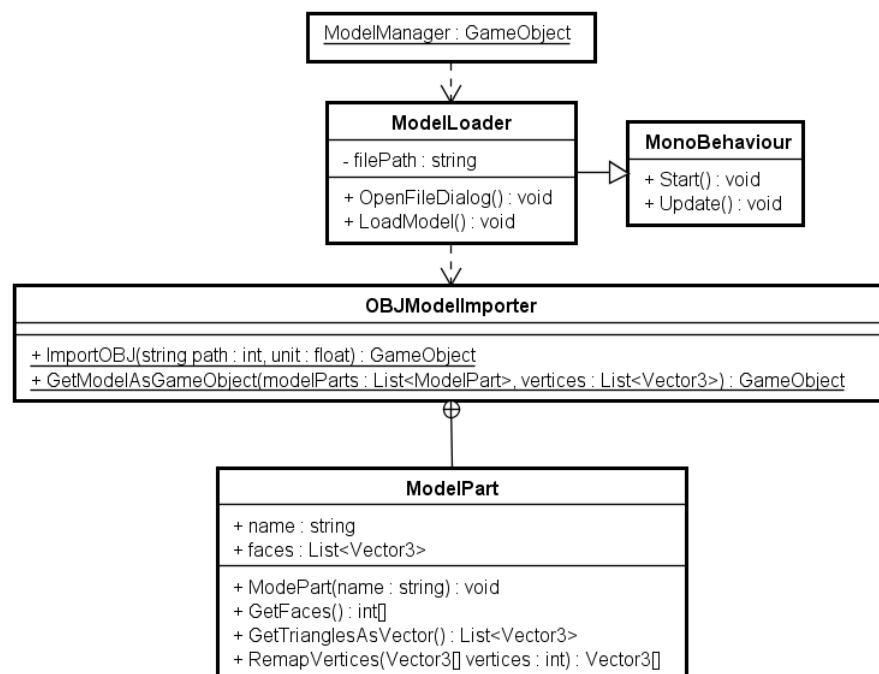 ModelManager : GameObject
ModelLoader
- filePath : string
+ OpenFileDialog() : void
+ LoadModel() : void
MonoBehaviour
+ Start() : void
+ Update() : void
OBJModelImporter
+ ImportOBJ(string path : int, unit : float) : GameObject
+ GetModelAsGameObject(modelParts : List<ModelPart>, vertices : List<Vector3>) : GameObject
ModelPart
+ name : string
+ faces : List<Vector3>
+ ModePart(name : string) : void
+ GetFaces() : int[]
+ GetTrianglesAsVector() : List<Vector3>
+ RemapVertices(Vector3[] vertices : int) : Vector3[]